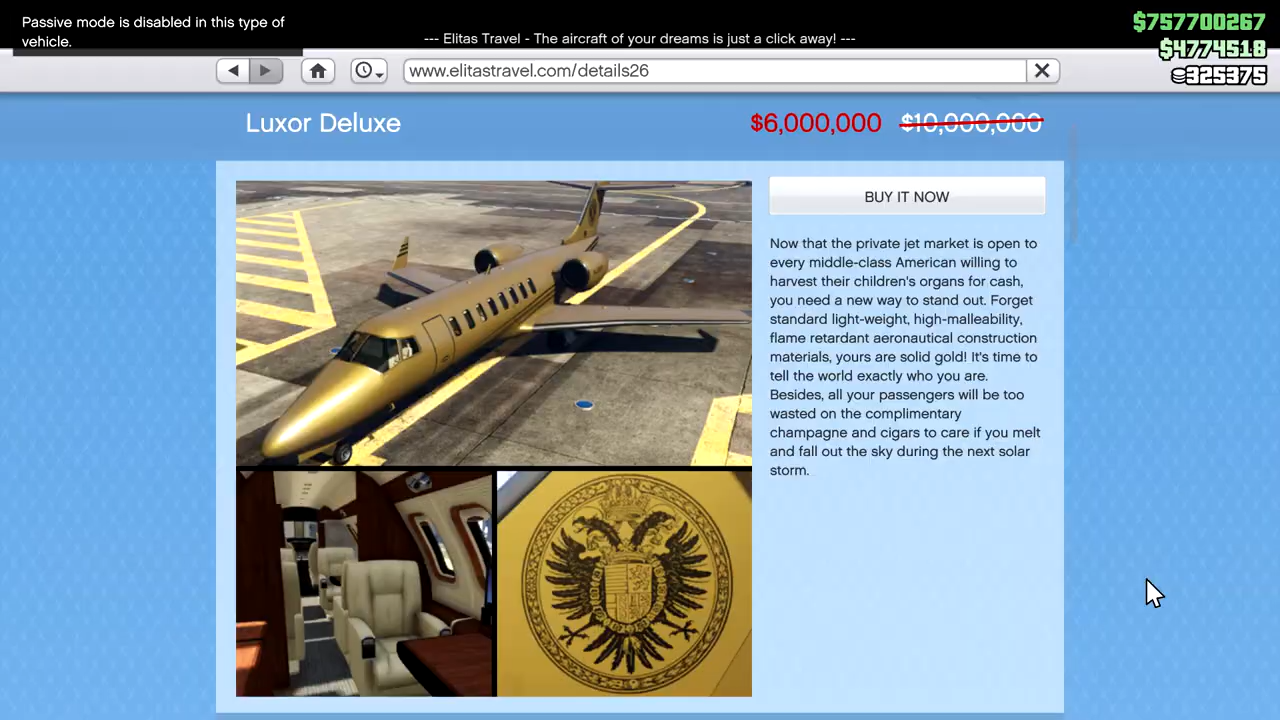 Passive mode is disabled in this type of
vehicle.
--- Elitas Travel - The aircraft of your dreams is just a click away! ---
$757700267
$4774518
325375
www.elitastravel.com/details26
Luxor Deluxe
$6,000,000 $10,000,000
BUY IT NOW
Now that the private jet market is open to
every middle-class American willing to
harvest their children's organs for cash,
you need a new way to stand out. Forget
standard light-weight, high-malleability,
flame retardant aeronautical construction
materials, yours are solid gold! It's time to
tell the world exactly who you are.
Besides, all your passengers will be too
wasted on the complimentary
champagne and cigars to care if you melt
and fall out the sky during the next solar
storm.